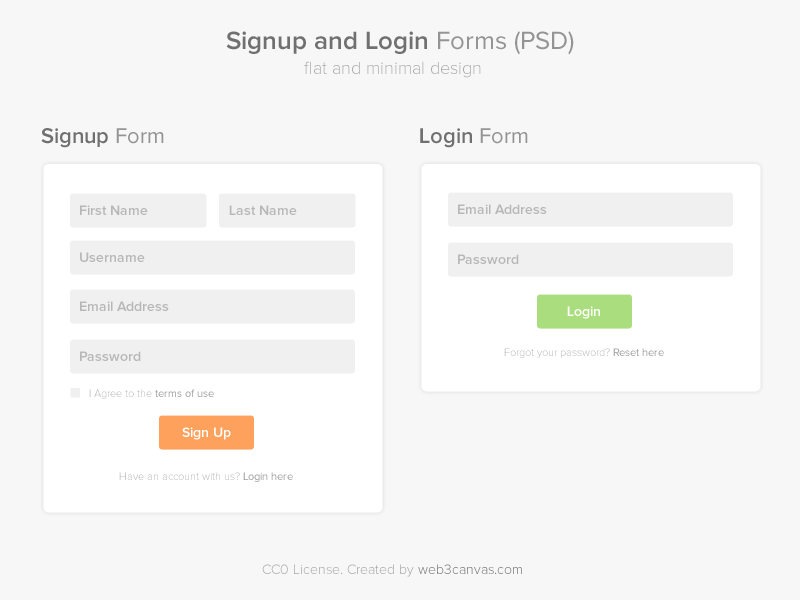 Signup and Login Forms (PSD)
flat and minimal design
Signup Form
First Name
Last Name
Username
Email Address
Password
I Agree to the terms of use
Sign Up
Have an account with us? Login here
Login Form
Email Address
Password
Login
Forgot your password? Reset here
CC0 License. Created by web3canvas.com